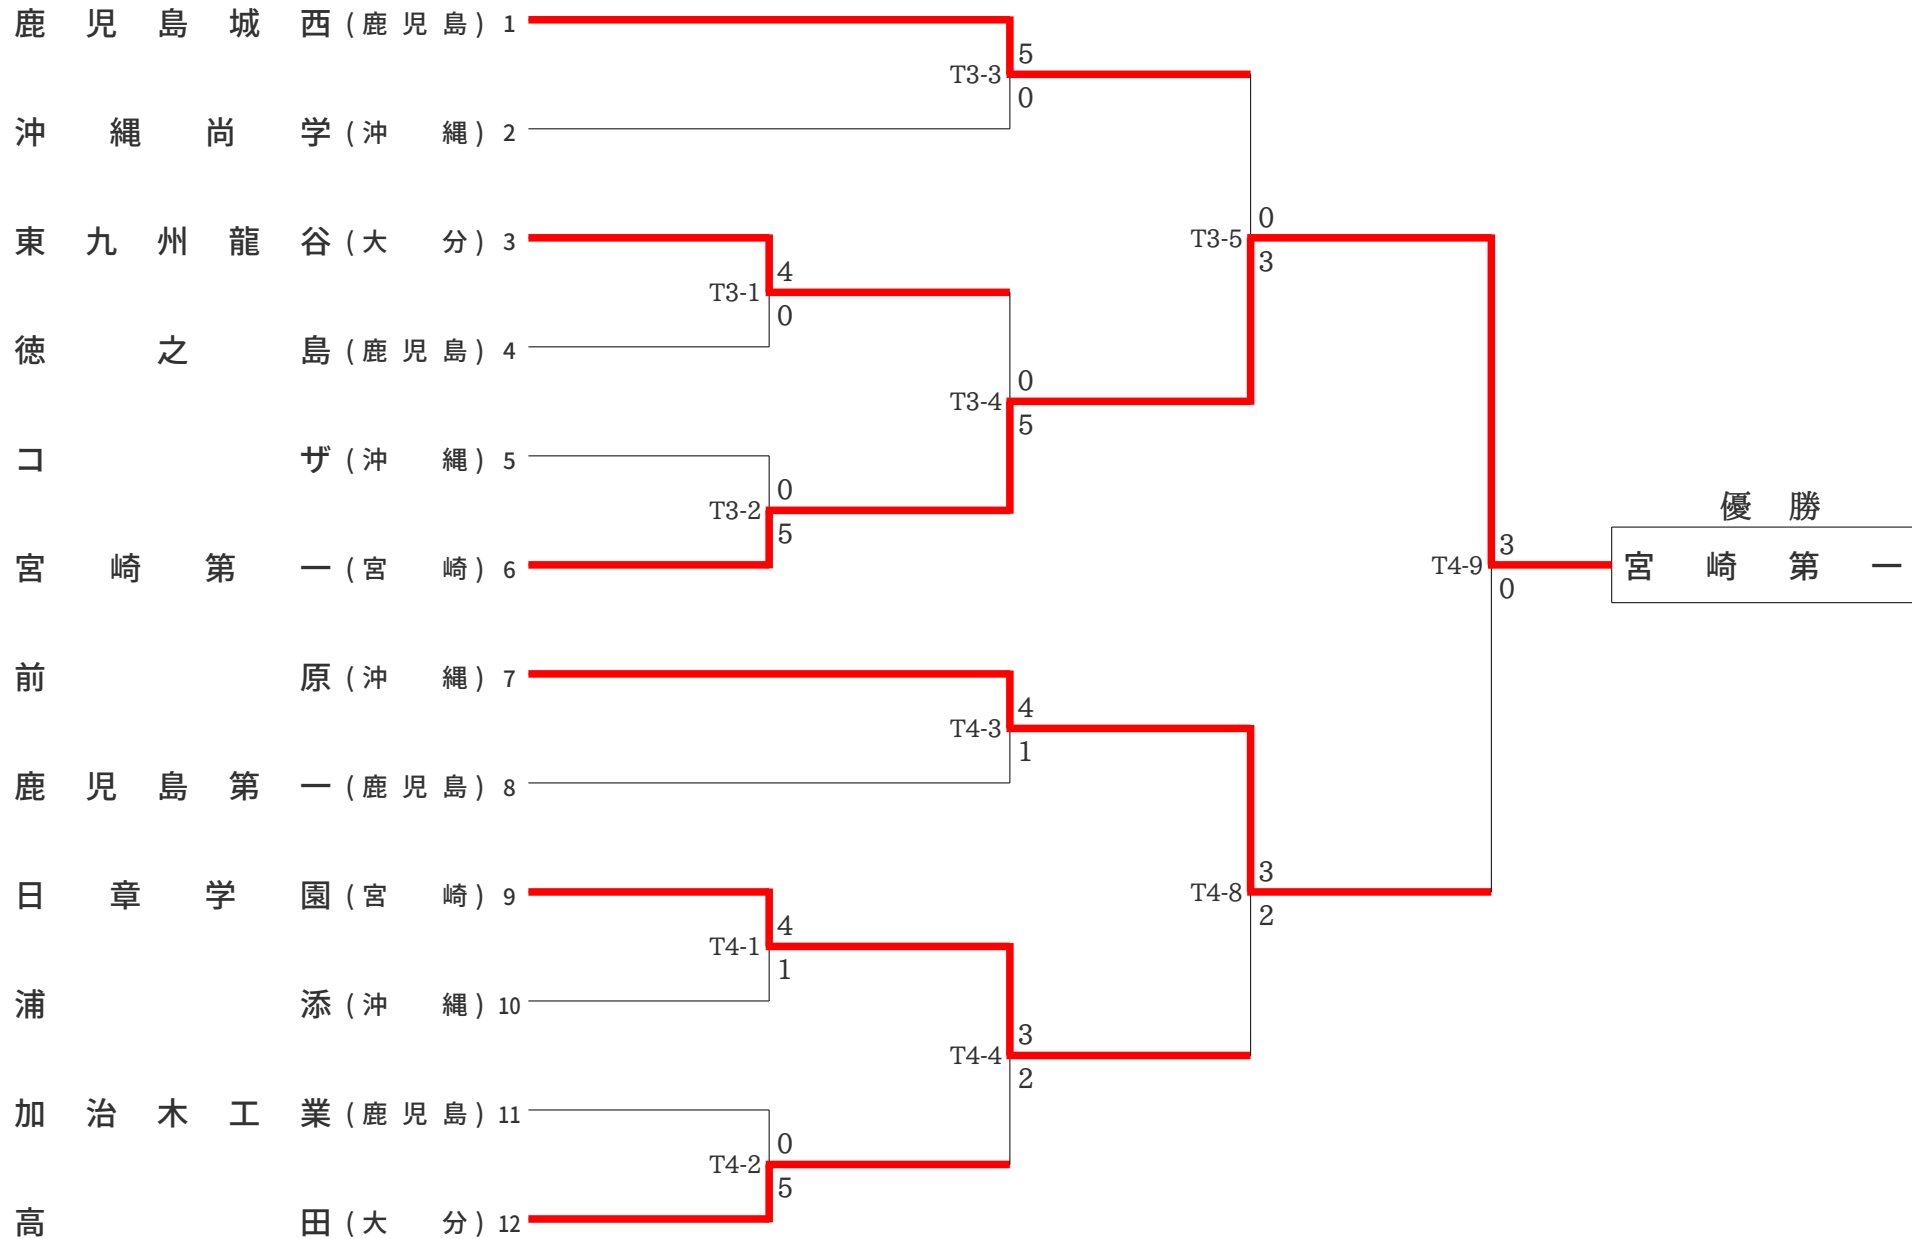 鹿児島城西(鹿児島) 1
5
T3-3
0
沖縄尚学(沖縄) 2
0
T3-5
3
東九州龍谷(大分) 3
4
T3-1
0
徳之島(鹿児島) 4
0
T3-4
5
コザ(沖縄) 5
0
T3-2
5
宮崎第一(宮崎) 6
優勝
3
T4-9
0
宮崎第一
前原(沖縄) 7
4
T4-3
1
鹿児島第一(鹿児島) 8
3
T4-8
2
日章学園(宮崎) 9
4
T4-1
1
浦添(沖縄) 10
3
T4-4
2
加治木工業(鹿児島) 11
0
T4-2
5
高田(大分) 12